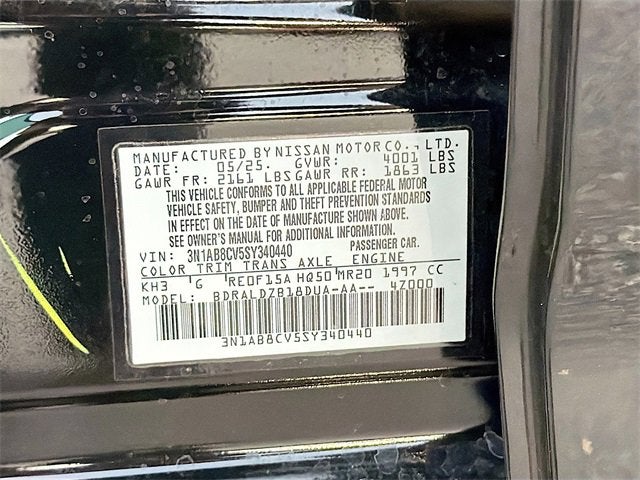 MANUFACTURED BY NISSAN MOTOR CO., LTD.
DATE: 05/25. GVWR: 4001 LBS
GAWR FR: 2161 LBS GAWR RR: 1863 LBS
THIS VEHICLE CONFORMS TO ALL APPLICABLE FEDERAL MOTOR
VEHICLE SAFETY, BUMPER AND THEFT PREVENTION STANDARDS
IN EFFECT ON THE DATE OF MANUFACTURE SHOWN ABOVE.
SEE OWNER'S MANUAL FOR ADDITIONAL INFORMATION.
VIN: 3N1AB8CV5SY340440 PASSENGER CAR.
COLOR TRIM TRANS AXLE ENGINE
KH3 G RE0F15A HQ50 MR20 1997 CC
MODEL: BDRALDZB18DUA-AA-- 4Z000
3N1AB8CV5SY340440